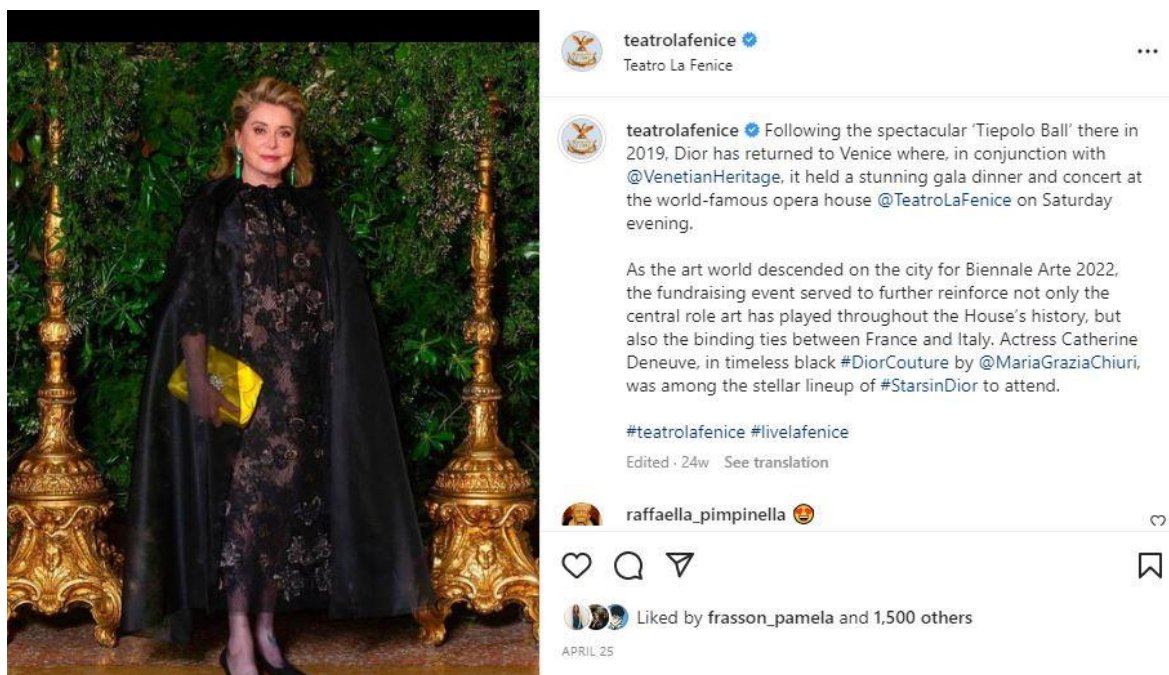 teatrolafenice
Teatro La Fenice
teatrolafenice Following the spectacular ‘Tiepolo Ball’ there in
2019, Dior has returned to Venice where, in conjunction with
@VenetianHeritage, it held a stunning gala dinner and concert at
the world-famous opera house @TeatroLaFenice on Saturday
evening.
As the art world descended on the city for Biennale Arte 2022,
the fundraising event served to further reinforce not only the
central role art has played throughout the House’s history, but
also the binding ties between France and Italy. Actress Catherine
Deneuve, in timeless black #DiorCouture by @MariaGraziaChiuri,
was among the stellar lineup of #StarsinDior to attend.
#teatrolafenice #livelafenice
Edited · 24w See translation
raffaella_pimpinella 🤩
Liked by frasson_pamela and 1,500 others
APRIL 25